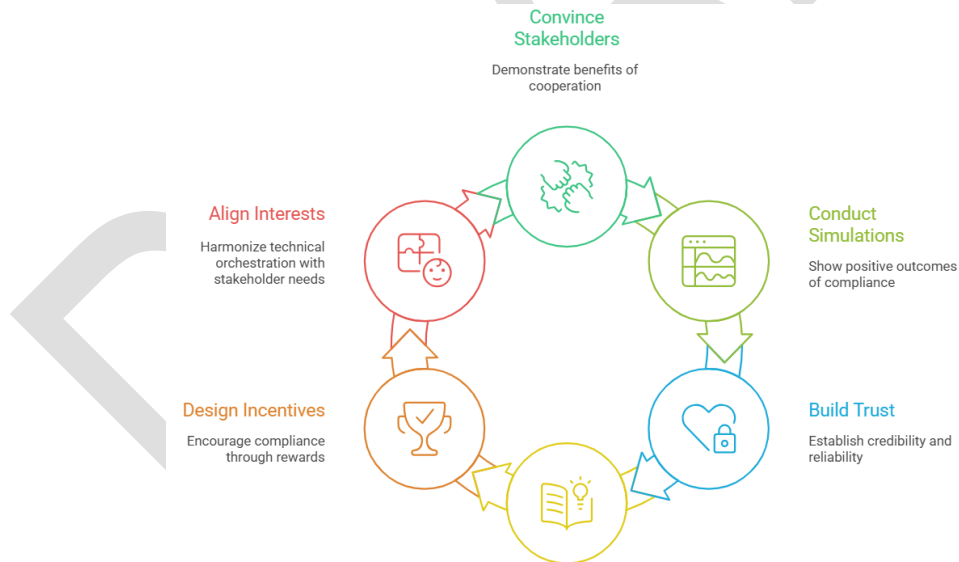 Convince
Stakeholders
Demonstrate benefits of
cooperation
Align Interests
Harmonize technical
orchestration with
stakeholder needs
Conduct
Simulations
Show positive outcomes
of compliance
Design Incentives
Encourage compliance
through rewards
Build Trust
Establish credibility and
reliability